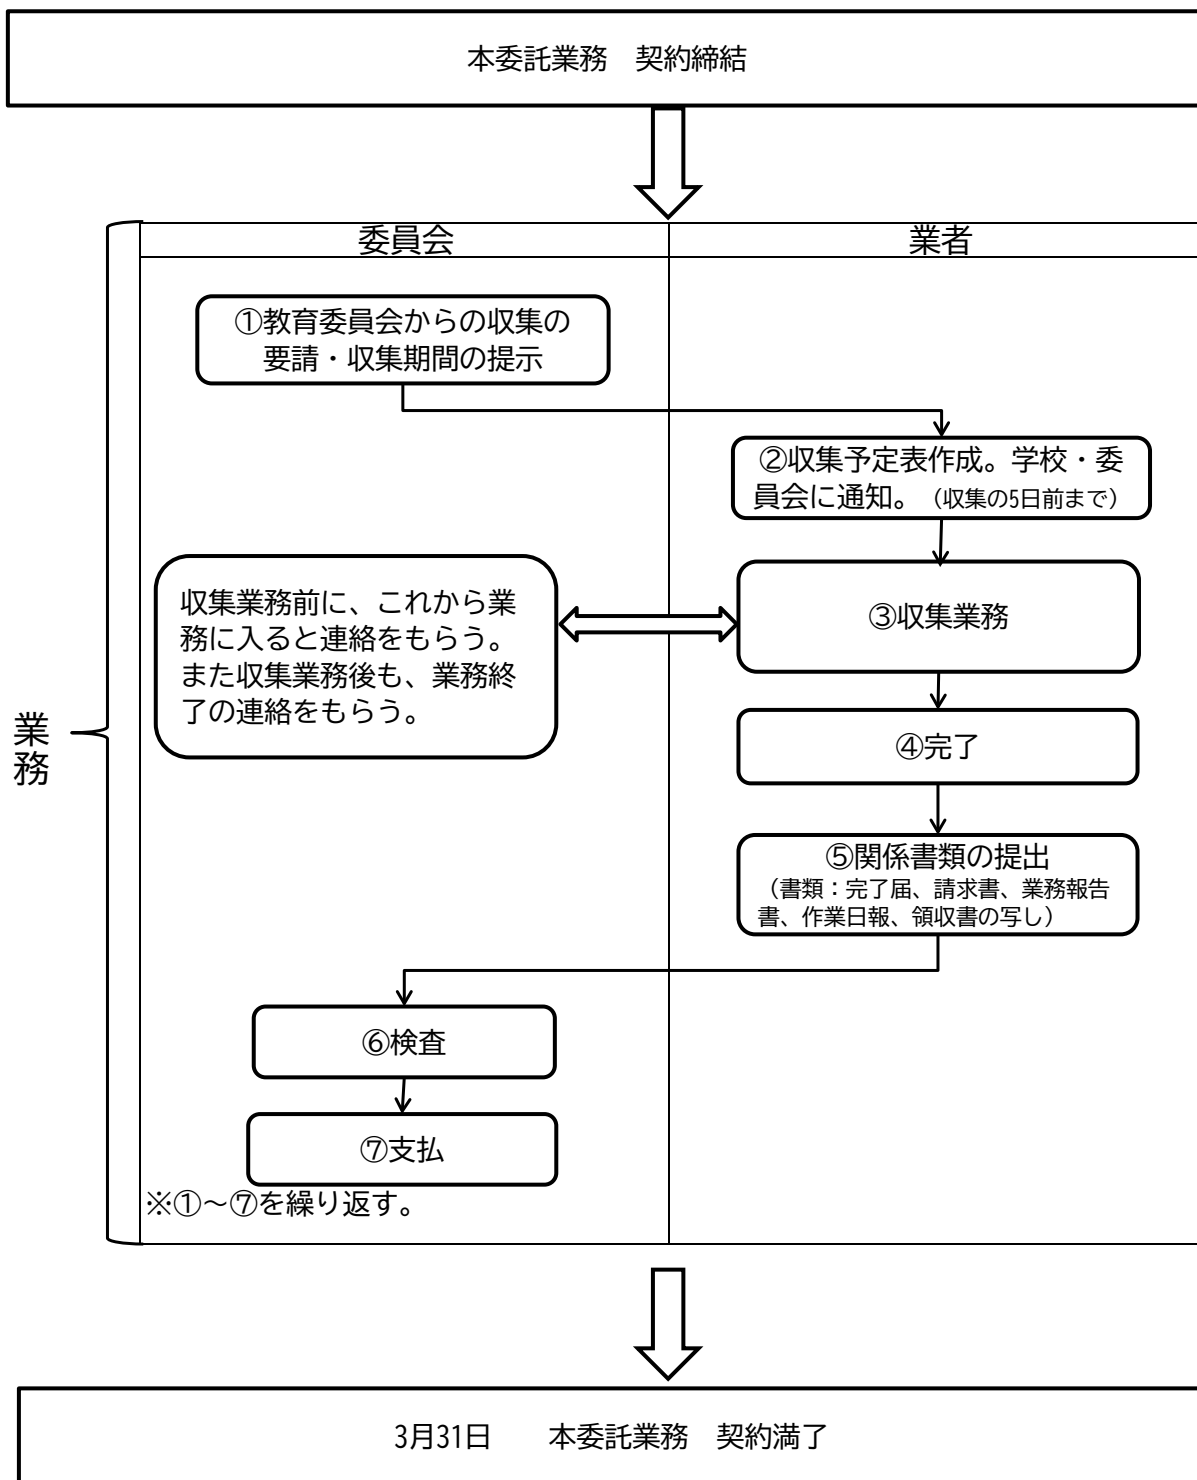 本委託業務　契約締結
委員会
業者
①教育委員会からの収集の
要請・収集期間の提示
②収集予定表作成。学校・委
員会に通知。（収集の5日前まで）
収集業務前に、これから業
務に入ると連絡をもらう。
また収集業務後も、業務終
了の連絡をもらう。
③収集業務
業務
④完了
⑤関係書類の提出
（書類：完了届、請求書、業務報告
書、作業日報、領収書の写し）
⑥検査
⑦支払
※①～⑦を繰り返す。
3月31日　　本委託業務　契約満了